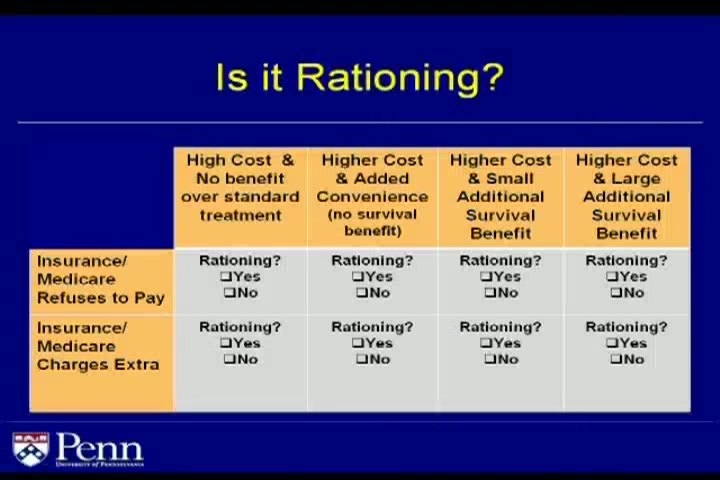 Is it Rationing?
High Cost &
No benefit
over standard
treatment
Higher Cost
& Added
Convenience
(no survival
benefit)
Higher Cost
& Small
Additional
Survival
Benefit
Higher Cost
& Large
Additional
Survival
Benefit
Insurance/
Medicare
Refuses to Pay
Rationing?
❑Yes
❑No
Rationing?
❑Yes
❑No
Rationing?
❑Yes
❑No
Rationing?
❑Yes
❑No
Insurance/
Medicare
Charges Extra
Rationing?
❑Yes
❑No
Rationing?
❑Yes
❑No
Rationing?
❑Yes
❑No
Rationing?
❑Yes
❑No
Penn
UNIVERSITY OF PENNSYLVANIA